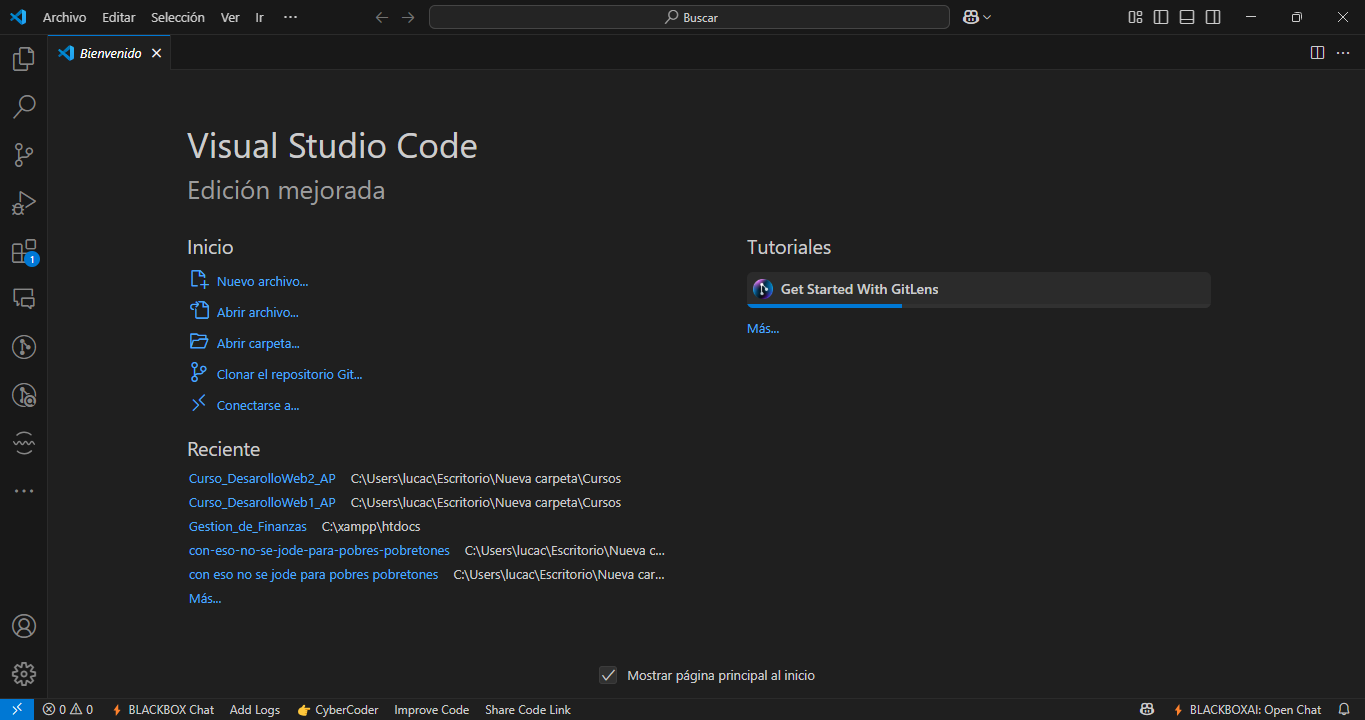 Archivo Editar Selección Ver Ir ··· Buscar
Bienvenido
Visual Studio Code
Edición mejorada
Inicio
Nuevo archivo...
Abrir archivo...
Abrir carpeta...
Clonar el repositorio Git...
Conectarse a...
Reciente
Curso_DesarolloWeb2_AP C:\Users\lucac\Escritorio\Nueva carpeta\Cursos
Curso_DesarolloWeb1_AP C:\Users\lucac\Escritorio\Nueva carpeta\Cursos
Gestion_de_Finanzas C:\xampp\htdocs
con-eso-no-se-jode-para-pobres-pobretones C:\Users\lucac\Escritorio\Nueva c...
con eso no se jode para pobres pobretones C:\Users\lucac\Escritorio\Nueva car...
Más...
Tutoriales
Get Started With GitLens
Más...
1
Mostrar página principal al inicio
0 0 BLACKBOX Chat Add Logs 👉 CyberCoder Improve Code Share Code Link BLACKBOXAI: Open Chat